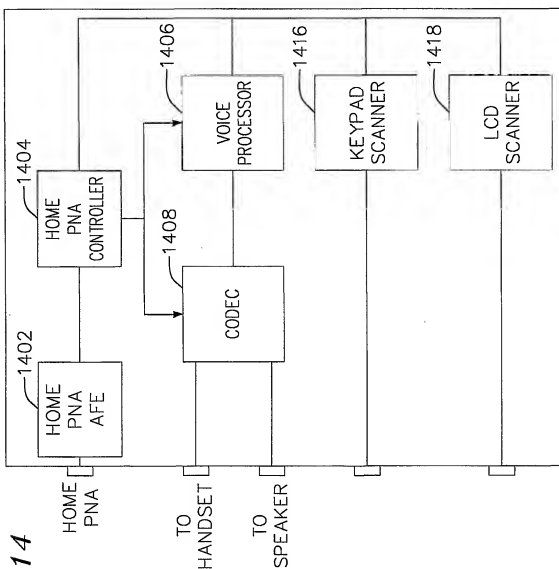 14
HOME
PNA
TO
HANDSET
TO
SPEAKER
1402
HOME
PNA
AFE
1404
HOME
PNA
CONTROLLER
1408
CODEC
1406
VOICE
PROCESSOR
1416
KEYPAD
SCANNER
1418
LCD
SCANNER